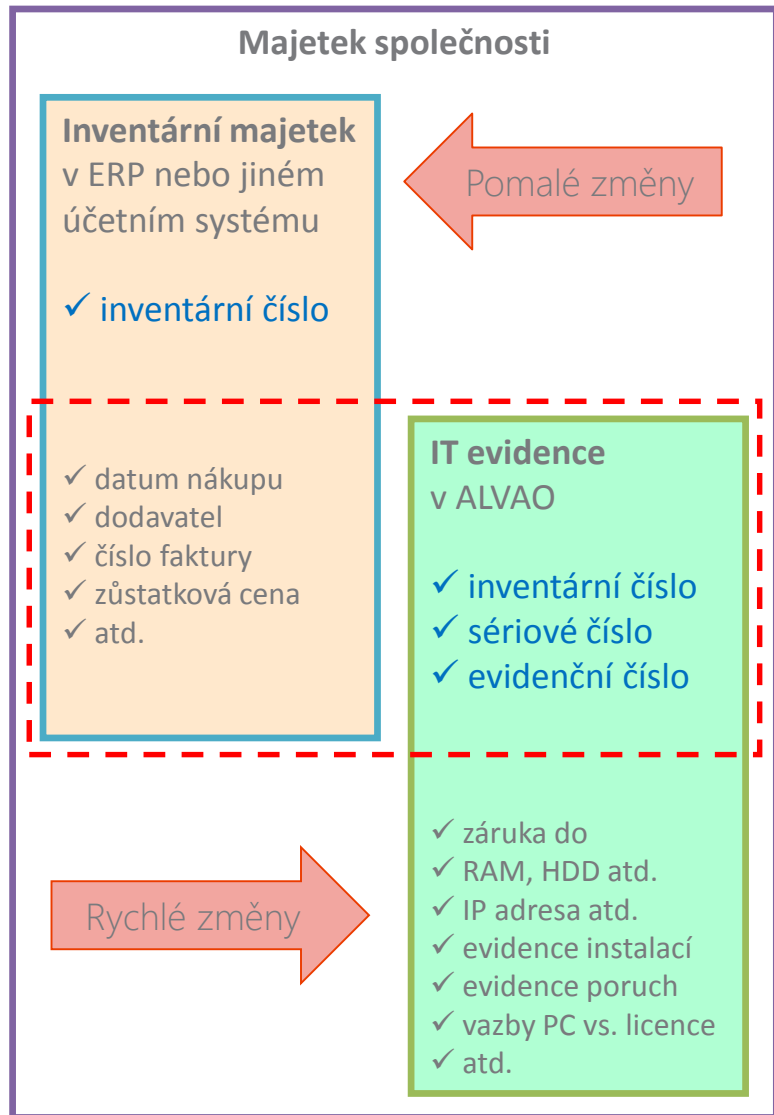 Majetek společnosti
Inventární majetek
v ERP nebo jiném
účetním systému
✓ inventární číslo
Pomalé změny
✓ datum nákupu
✓ dodavatel
✓ číslo faktury
✓ zůstatková cena
✓ atd.
IT evidence
v ALVAO
✓ inventární číslo
✓ sériové číslo
✓ evidenční číslo
Rychlé změny
✓ záruka do
✓ RAM, HDD atd.
✓ IP adresa atd.
✓ evidence instalací
✓ evidence poruch
✓ vazby PC vs. licence
✓ atd.